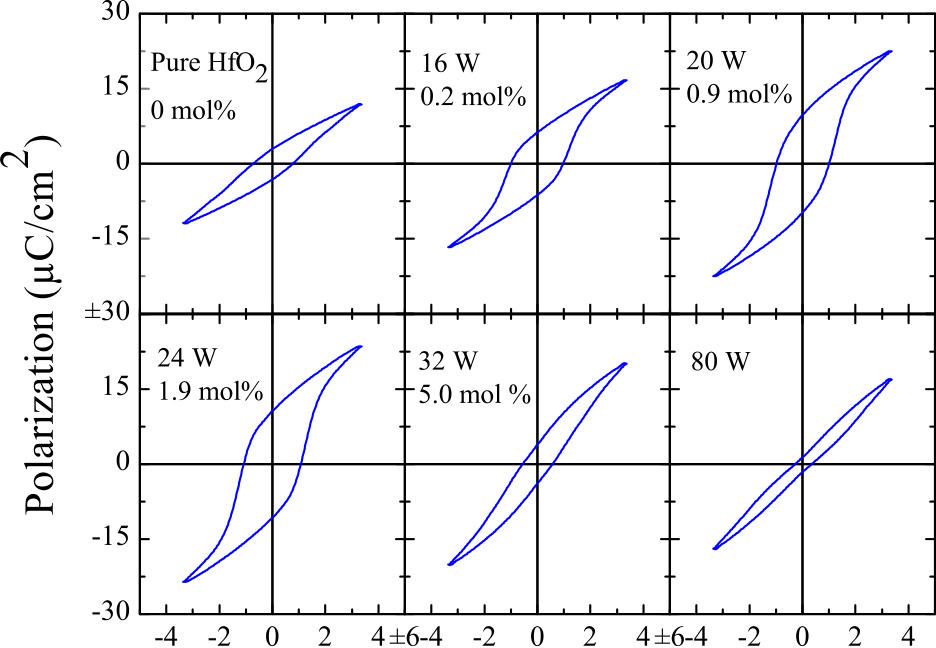 Polarization (μC/cm²)
30
15
0
-15
±30
15
0
-15
-30
Pure HfO₂
0 mol%
16 W
0.2 mol%
20 W
0.9 mol%
24 W
1.9 mol%
32 W
5.0 mol %
80 W
-4 -2 0 2 4 ±6-4 -2 0 2 4 ±6-4 -2 0 2 4